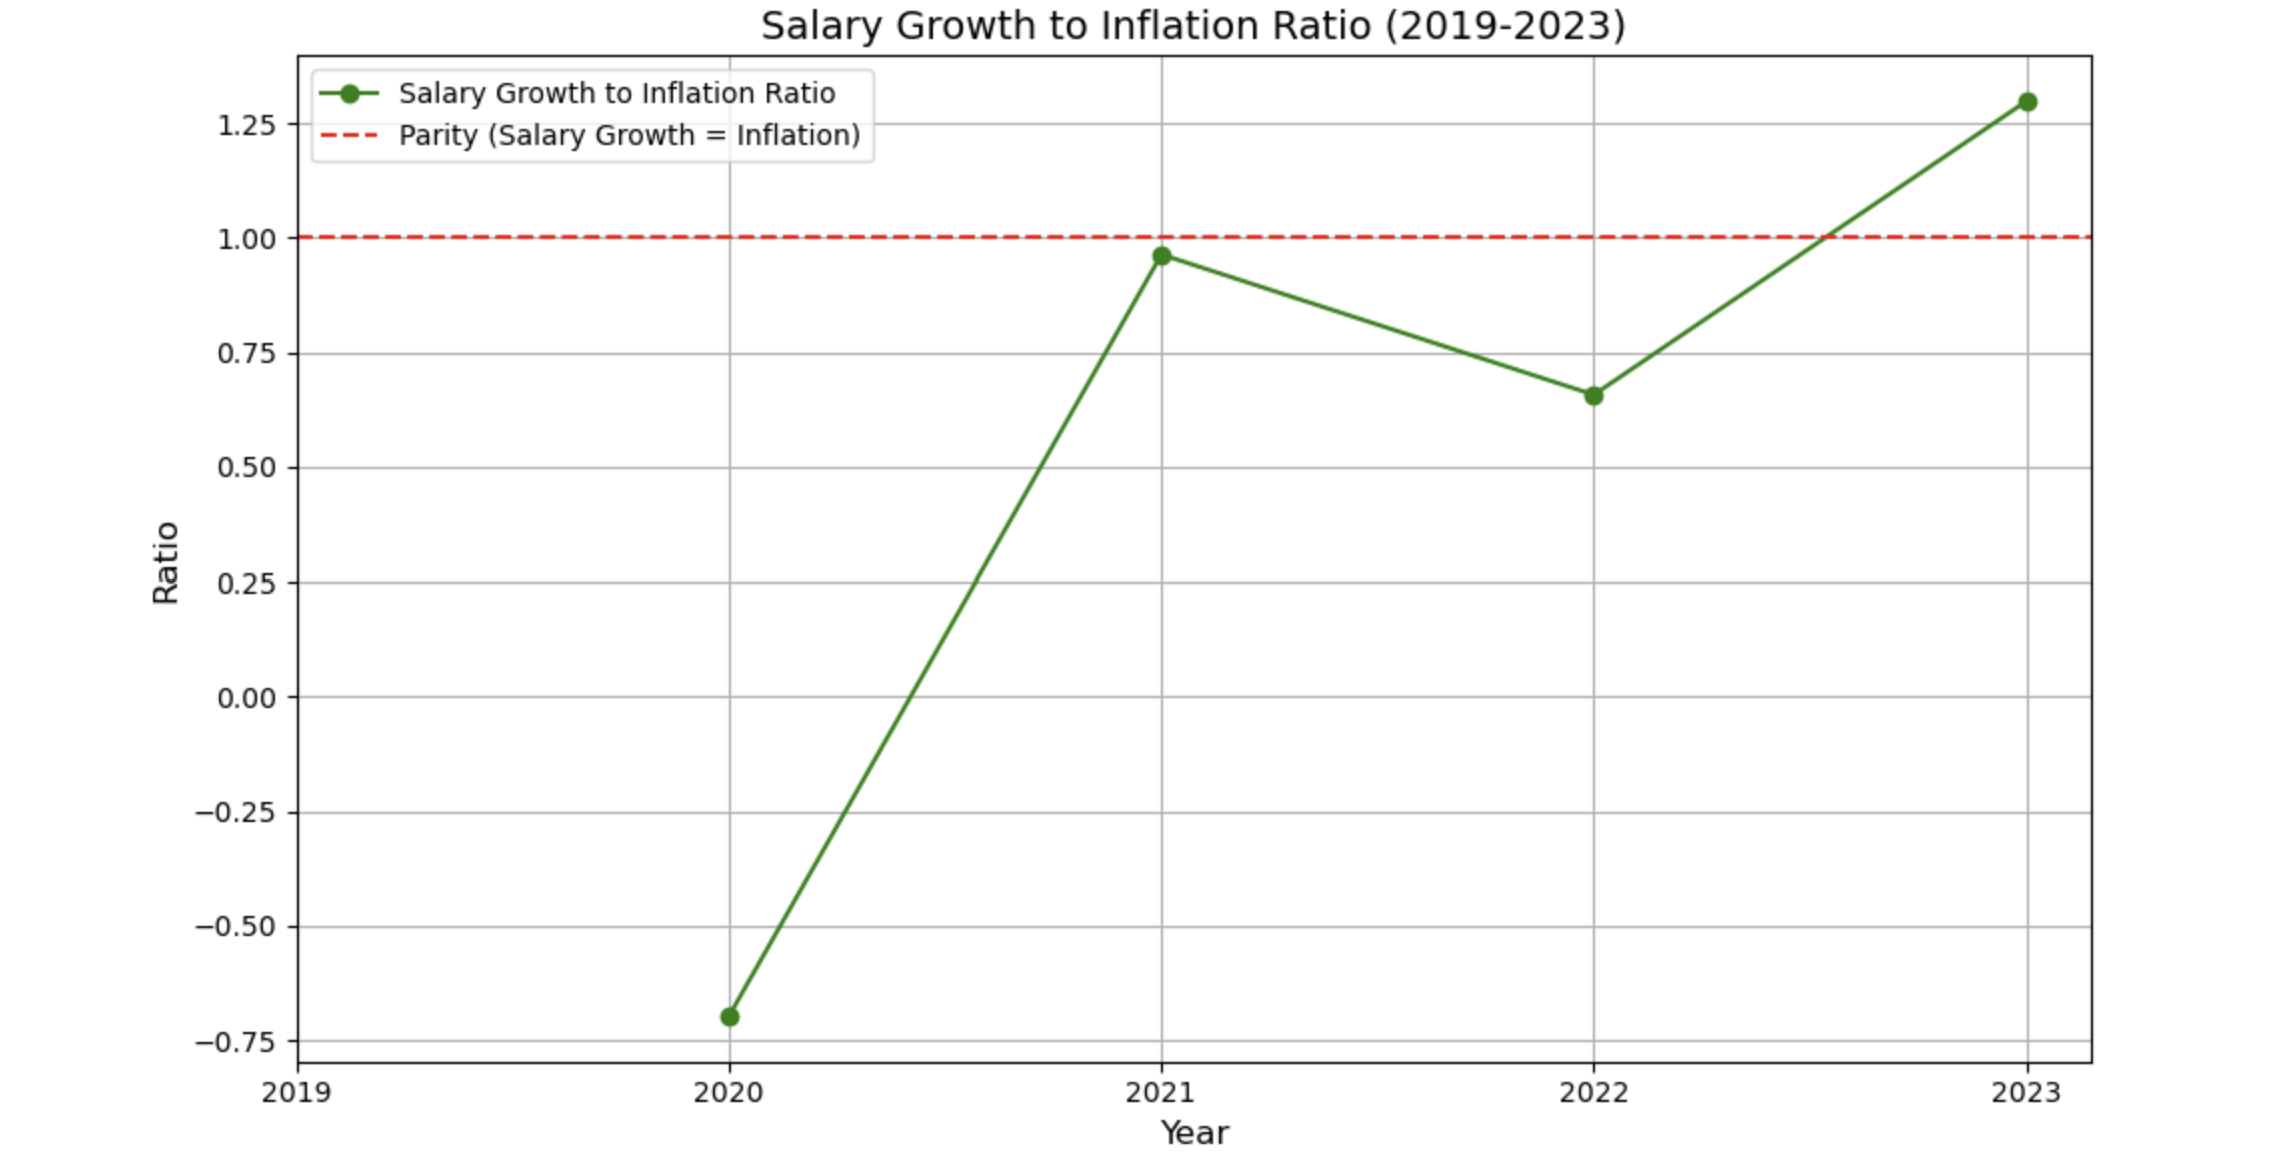 Salary Growth to Inflation Ratio (2019-2023)
Salary Growth to Inflation Ratio
Parity (Salary Growth = Inflation)
1.25
1.00
0.75
0.50
0.25
0.00
−0.25
−0.50
−0.75
Ratio
2019 2020 2021 2022 2023
Year